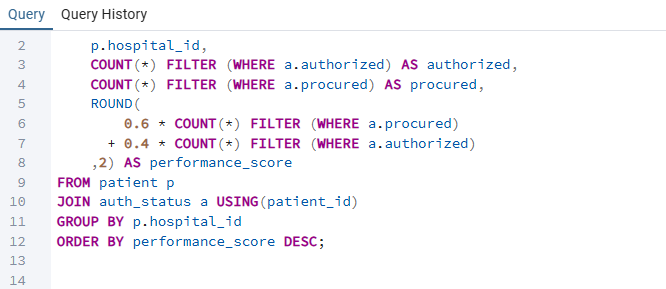 Query Query History
2 p.hospital_id,
3 COUNT(*) FILTER (WHERE a.authorized) AS authorized,
4 COUNT(*) FILTER (WHERE a.procured) AS procured,
5 ROUND(
6 0.6 * COUNT(*) FILTER (WHERE a.procured)
7 + 0.4 * COUNT(*) FILTER (WHERE a.authorized)
8 ,2) AS performance_score
9 FROM patient p
10 JOIN auth_status a USING(patient_id)
11 GROUP BY p.hospital_id
12 ORDER BY performance_score DESC;
13
14